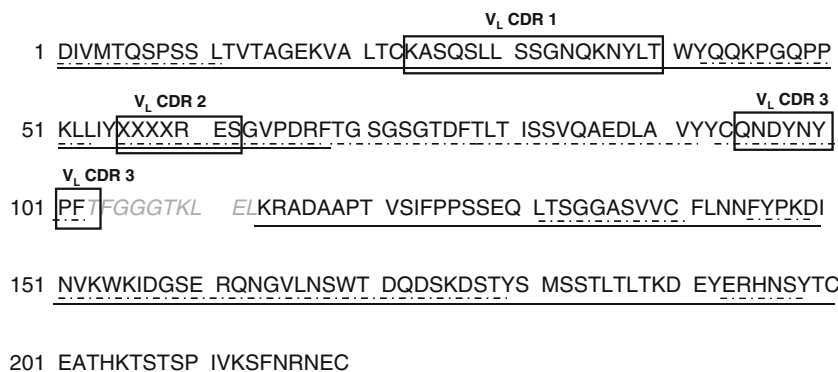 V_L CDR 1
1 DIVMTQSPSS LTVTAGEKVA LTCKASQSLL SSGNQKNYLT WYQQKPGQPP
V_L CDR 2 V_L CDR 3
51 KLLIYXXXXR ESGVPDRFTG SGSGTDFTLT ISSVQAEDLA VYYCQNDYNY
V_L CDR 3
101 PFTFGGGTKL ELKRADAAPT VSIFPPSSEQ LTSGGASVVC FLNNFYPKDI
151 NVKWKIDGSE RQNGVLNSWT DQDSKDSTYS MSSTLTLTKD EYERHNSYTC
201 EATHKTSTSP IVKSFNRNEC